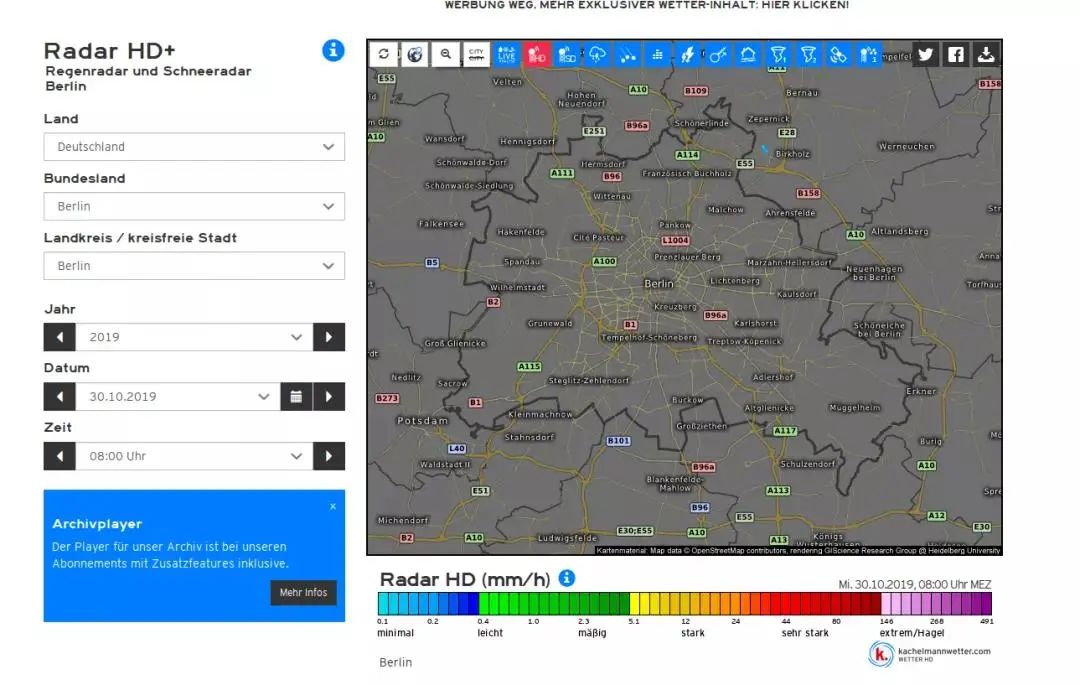 WERBUNG WEG, MEHR EXKLUSIVER WETTER-INHALT: HIER KLICKEN!
Radar HD+
Regenradar und Schneeradar
Berlin
Land
Deutschland
Bundesland
Berlin
Landkreis / kreisfreie Stadt
Berlin
Jahr
2019
Datum
30.10.2019
Zeit
08:00 Uhr
x
Archivplayer
Der Player für unser Archiv ist bei unseren
Abonnements mit Zusatzfeatures inklusive.
Mehr Infos
CITY
CITY
LIVE
HD
SD
1
2
E55
Velten
A10
B109
A11
B158
Hohen
Neuendorf
Bernau
m Glien
E251
B96a
Schönerlinde
Zepernick
A10
Wansdorf
Hennigsdorf
E28
Werneuchen
Schönwalde-Dorf
Hermsdorf
A114
E55
Birkholz
A111
B96
Französisch Buchholz
Schönwalde-Siedlung
Wittenau
B158
Malchow
Ahrensfelde
Falkensee
Hakenfelde
Pankow
Cité Pasteur
L1004
A10
Altlandsberg
B5
Spandau
A100
Prenzlauer Berg
Marzahn-Hellersdorf
Neuenhagen
bei Berlin
Wilhelmstadt
Berlin
Lichtenberg
Kaulsdorf
B2
Kreuzberg
B96a
Grunewald
B1
Karlshorst
Schöneiche
bei Berlin
Groß Glienicke
Tempelhof-Schöneberg
Treptow-Köpenick
A115
Nedlitz
Sacrow
Steglitz-Zehlendorf
Adlershof
Erkner
B273
B1
Buckow
Altglienicke
Müggelheim
Potsdam
Kleinmachnow
Großziethen
Stahnsdorf
B101
A117
L40
Burig
Waldstadt II
B96a
Schulzendorf
A10
E51
Blankenfelde-
Mahlow
A113
Michendorf
B96
E55
A12
B2
A10
Ludwigsfelde
E30;E55
A10
A13
Königs
Wusterhausen
E30
Kartenmaterial: Map data © OpenStreetMap contributors, rendering GIScience Research Group @ Heidelberg University
Radar HD (mm/h)
Mi. 30.10.2019, 08:00 Uhr MEZ
0.1 0.2 0.4 1.0 2.3 5.1 12 24 44 80 146 268 491
minimal leicht mäßig stark sehr stark extrem/Hagel
k. kachelmannwetter.com
WETTER HD
Berlin